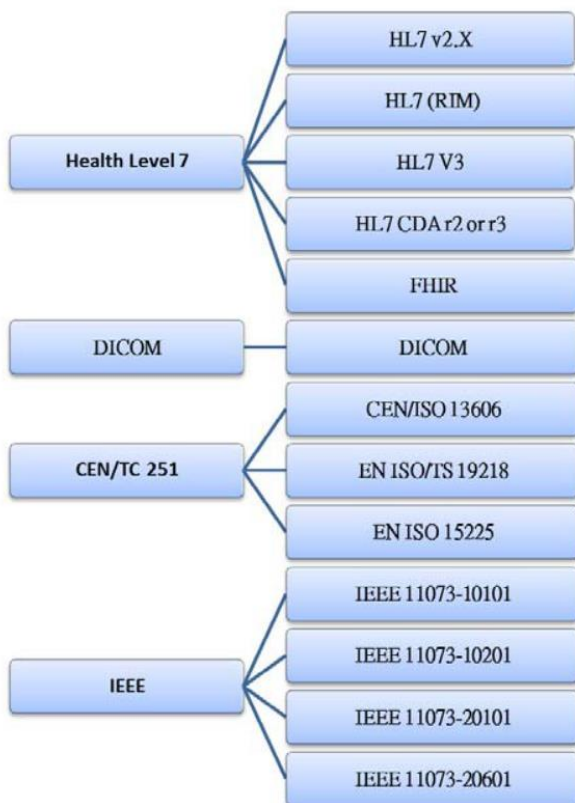 Health Level 7
HL7 v2.X
HL7 (RIM)
HL7 V3
HL7 CDA r2 or r3
FHIR
DICOM
DICOM
CEN/TC 251
CEN/ISO 13606
EN ISO/TS 19218
EN ISO 15225
IEEE
IEEE 11073-10101
IEEE 11073-10201
IEEE 11073-20101
IEEE 11073-20601